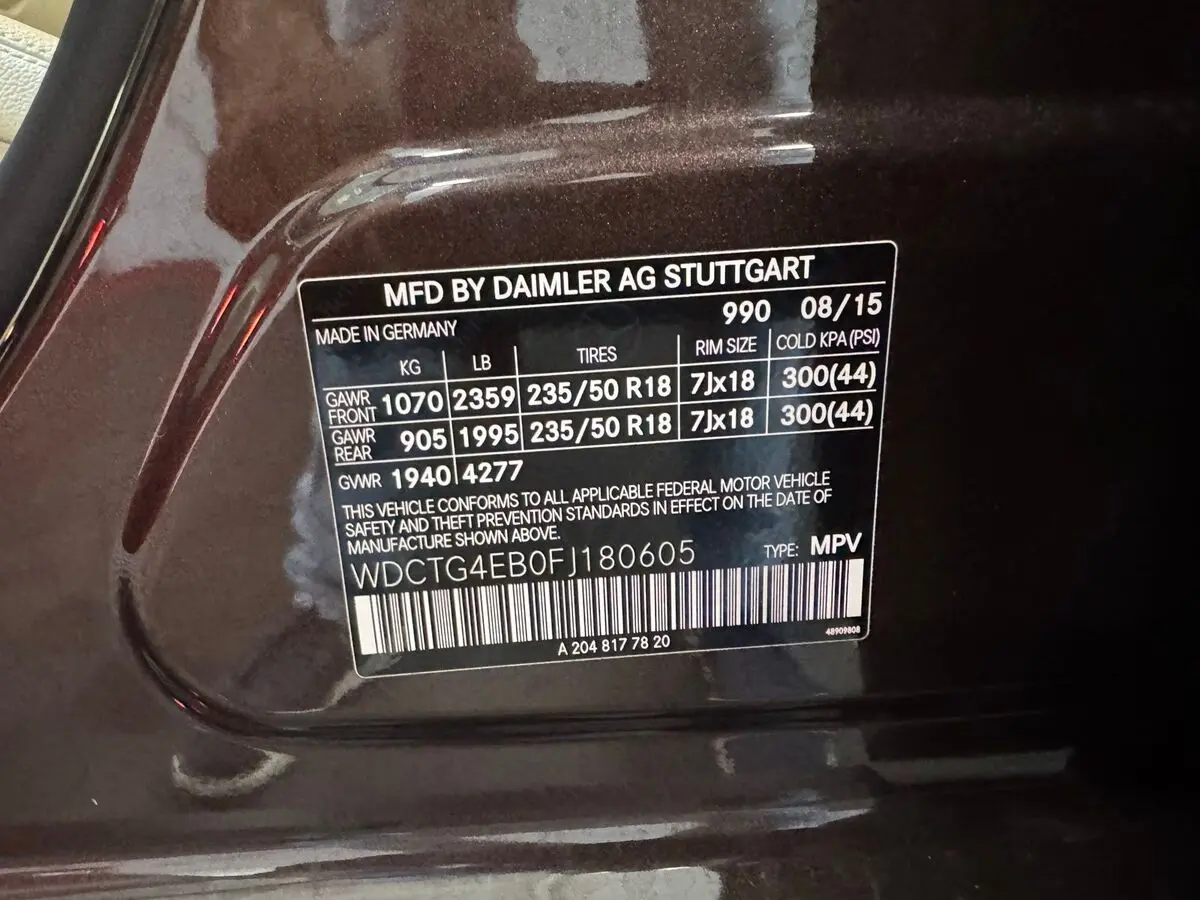 MFD BY DAIMLER AG STUTTGART
990 08/15
MADE IN GERMANY
KG LB TIRES RIM SIZE COLD KPA (PSI)
GAWR FRONT 1070 2359 235/50 R18 7Jx18 300(44)
GAWR REAR 905 1995 235/50 R18 7Jx18 300(44)
GVWR 1940 4277
THIS VEHICLE CONFORMS TO ALL APPLICABLE FEDERAL MOTOR VEHICLE
SAFETY AND THEFT PREVENTION STANDARDS IN EFFECT ON THE DATE OF
MANUFACTURE SHOWN ABOVE.
WDCTG4EB0FJ180605 TYPE: MPV
A 204 817 78 20
48909808